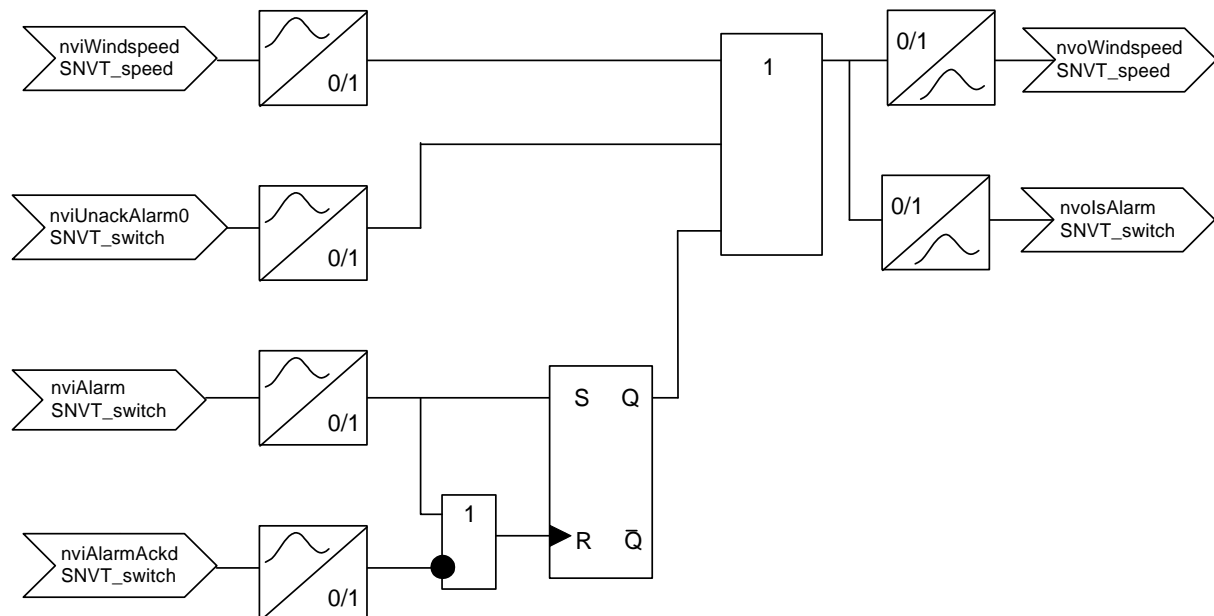 nviWindspeed
SNVT_speed
0/1
1
0/1
nvoWindspeed
SNVT_speed
nviUnackAlarm0
SNVT_switch
0/1
0/1
nvoIsAlarm
SNVT_switch
nviAlarm
SNVT_switch
0/1
S Q
1
R Q̅
nviAlarmAckd
SNVT_switch
0/1